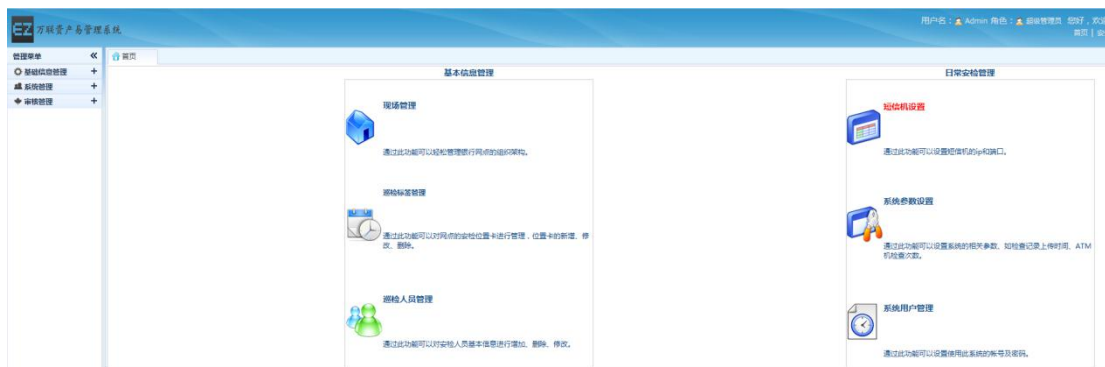 EZ 万联资产易管理系统
用户名： Admin 角色： 超级管理员 您好，欢迎
首页 |
管理菜单
首页
基础信息管理
系统管理
审核管理
基本信息管理
现场管理
通过此功能可以轻松管理银行网点的组织架构。
巡检标签管理
通过此功能可以对网点的安检位置卡进行管理，位置卡的新增、修
改、删除。
巡检人员管理
通过此功能可以对安检人员基本信息进行增加、删除、修改。
日常安检管理
短信机设置
通过此功能可以设置短信机的ip和端口。
系统参数设置
通过此功能可以设置系统的相关参数，如检查记录上传时间、ATM
机检查次数。
系统用户管理
通过此功能可以设置使用此系统的帐号及密码。